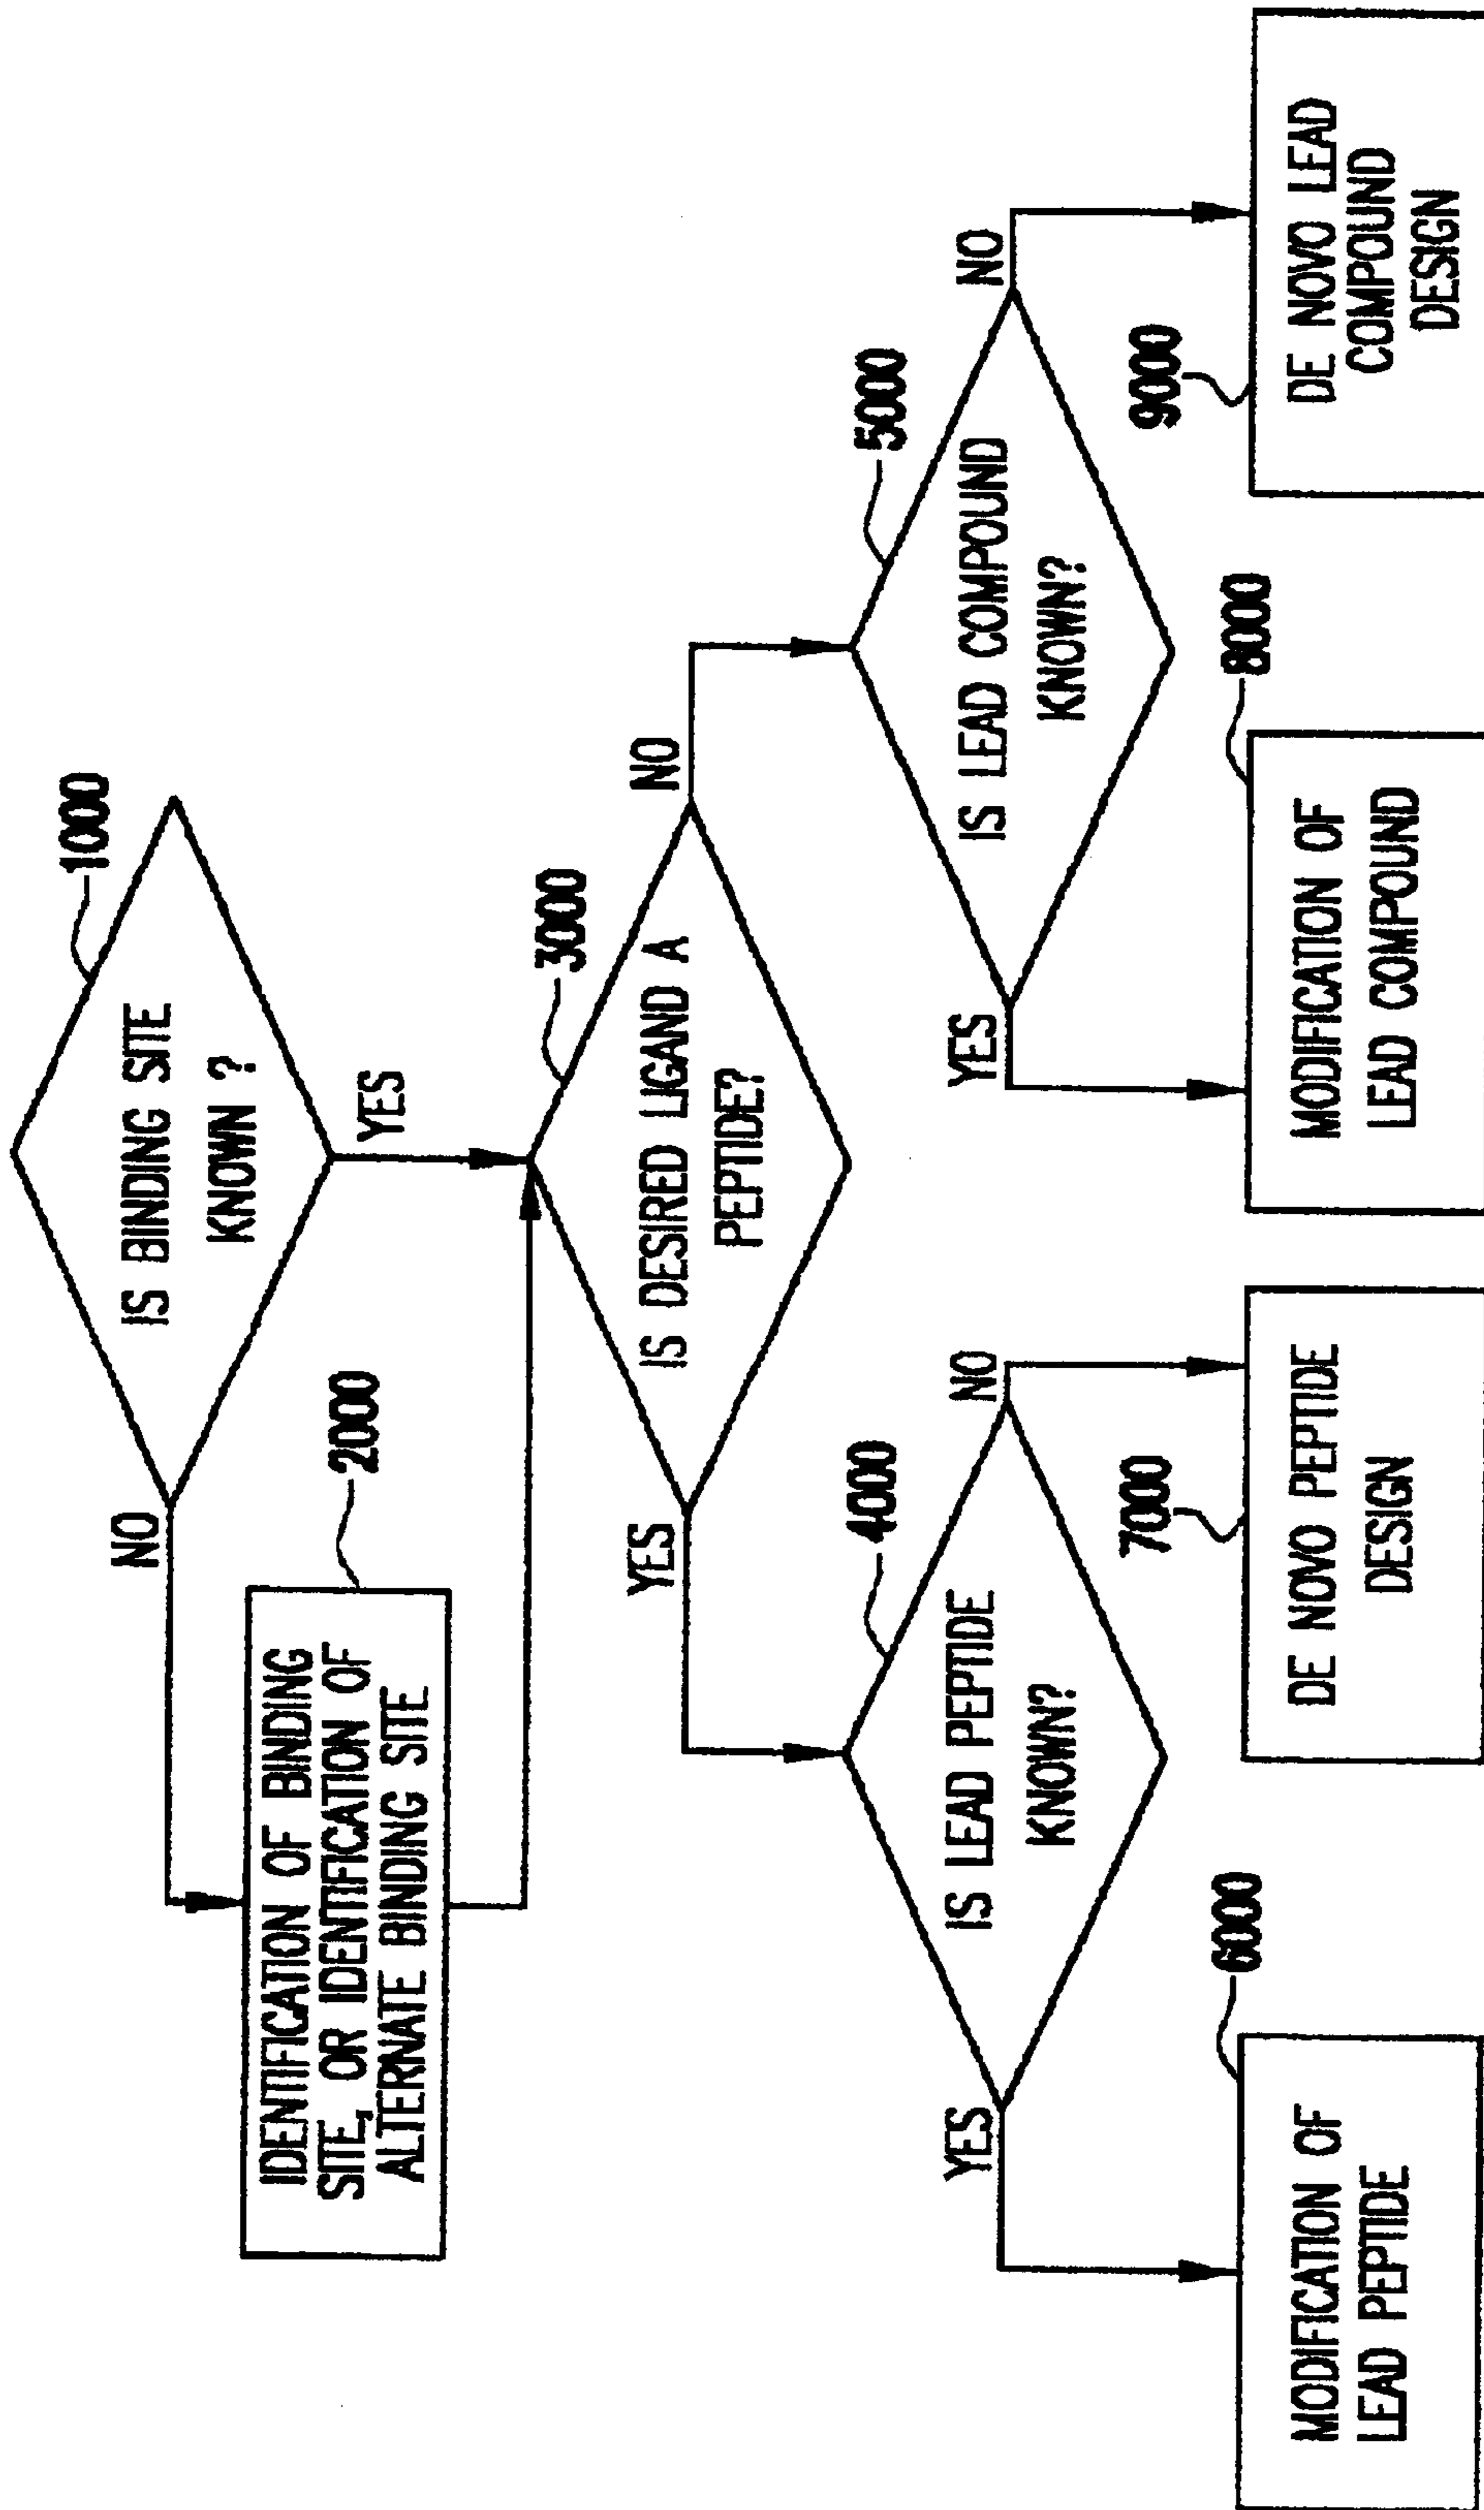 1000
IS BINDING SITE
KNOWN ?
NO
YES
2000
IDENTIFICATION OF BINDING
SITE, OR IDENTIFICATION OF
ALTERNATE BINDING SITE
3000
IS DESIRED LIGAND A
PEPTIDE?
YES
NO
4000
IS LEAD PEPTIDE
KNOWN?
YES
NO
5000
IS LEAD COMPOUND
KNOWN?
YES
NO
6000
MODIFICATION OF
LEAD PEPTIDE
7000
DE NOVO PEPTIDE
DESIGN
8000
MODIFICATION OF
LEAD COMPOUND
9000
DE NOVO LEAD
COMPOUND
DESIGN